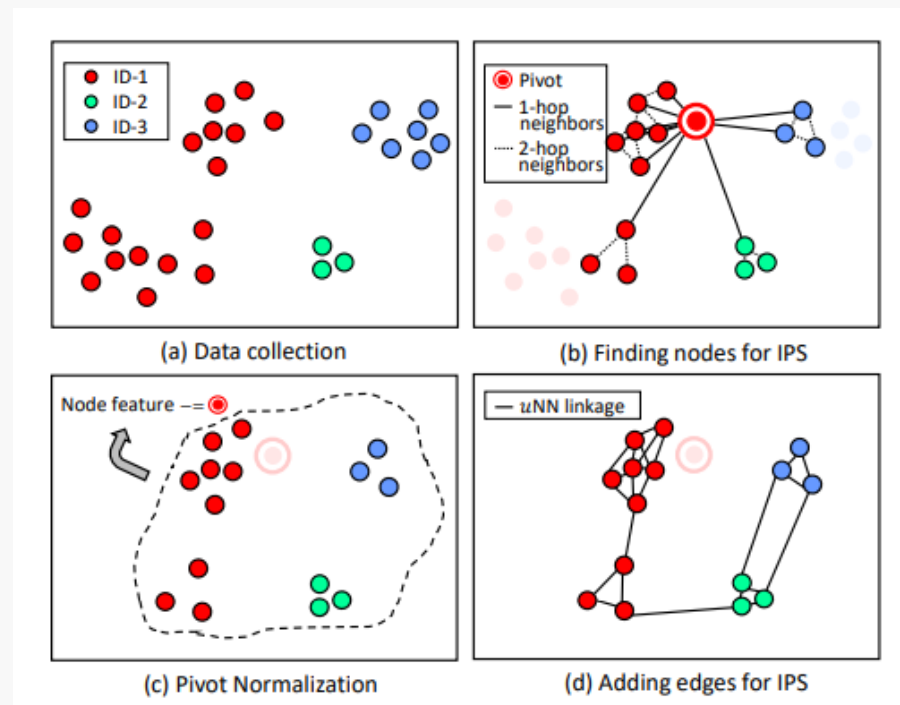 ID-1
ID-2
ID-3
(a) Data collection
Pivot
1-hop
neighbors
2-hop
neighbors
(b) Finding nodes for IPS
Node feature −=
(c) Pivot Normalization
uNN linkage
(d) Adding edges for IPS